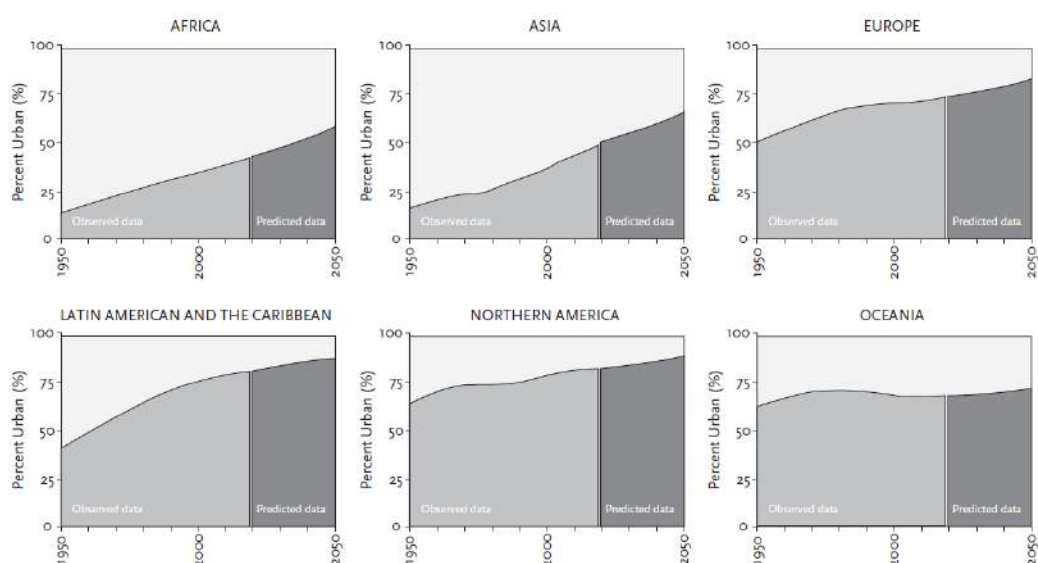 AFRICA
Percent Urban (%)
100
75
50
25
0
Observed data
Predicted data
1950
2000
2050
ASIA
Percent Urban (%)
100
75
50
25
0
Observed data
Predicted data
1950
2000
2050
EUROPE
Percent Urban (%)
100
75
50
25
0
Observed data
Predicted data
1950
2000
2050
LATIN AMERICAN AND THE CARIBBEAN
Percent Urban (%)
100
75
50
25
0
Observed data
Predicted data
1950
2000
2050
NORTHERN AMERICA
Percent Urban (%)
100
75
50
25
0
Observed data
Predicted data
1950
2000
2050
OCEANIA
Percent Urban (%)
100
75
50
25
0
Observed data
Predicted data
1950
2000
2050